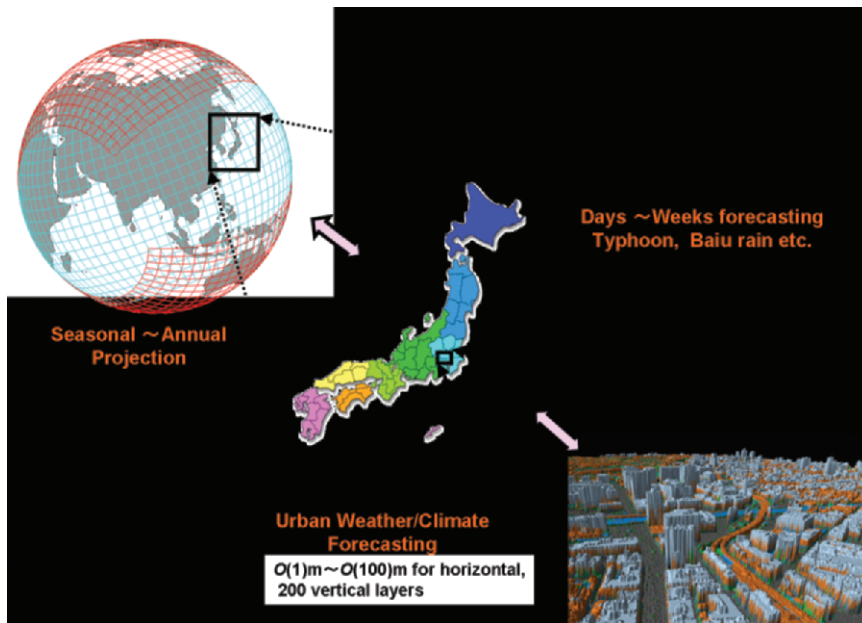 Days ～Weeks forecasting
Typhoon, Baiu rain etc.
Seasonal ～Annual
Projection
Urban Weather/Climate
Forecasting
O(1)m～O(100)m for horizontal,
200 vertical layers